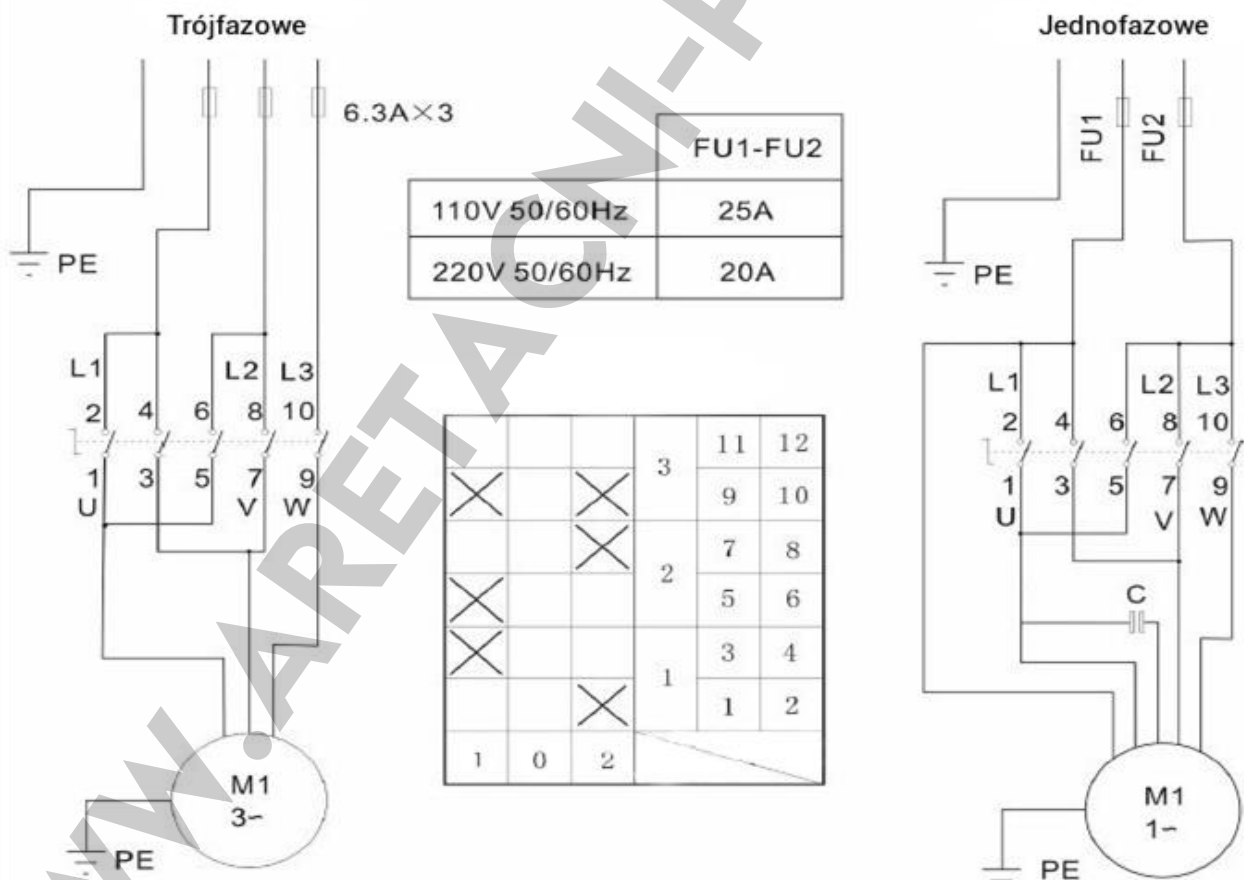 Trójfazowe
6.3A×3
PE
L1 L2 L3
2 4 6 8 10
1 3 5 7 9
U V W
M1
3~
PE
FU1-FU2
110V 50/60Hz 25A
220V 50/60Hz 20A
3 11 12
9 10
2 7 8
5 6
1 3 4
1 2
1 0 2
Jednofazowe
FU1 FU2
PE
L1 L2 L3
2 4 6 8 10
1 3 5 7 9
U V W
C
M1
1~
PE
WW.ARETACNI-P